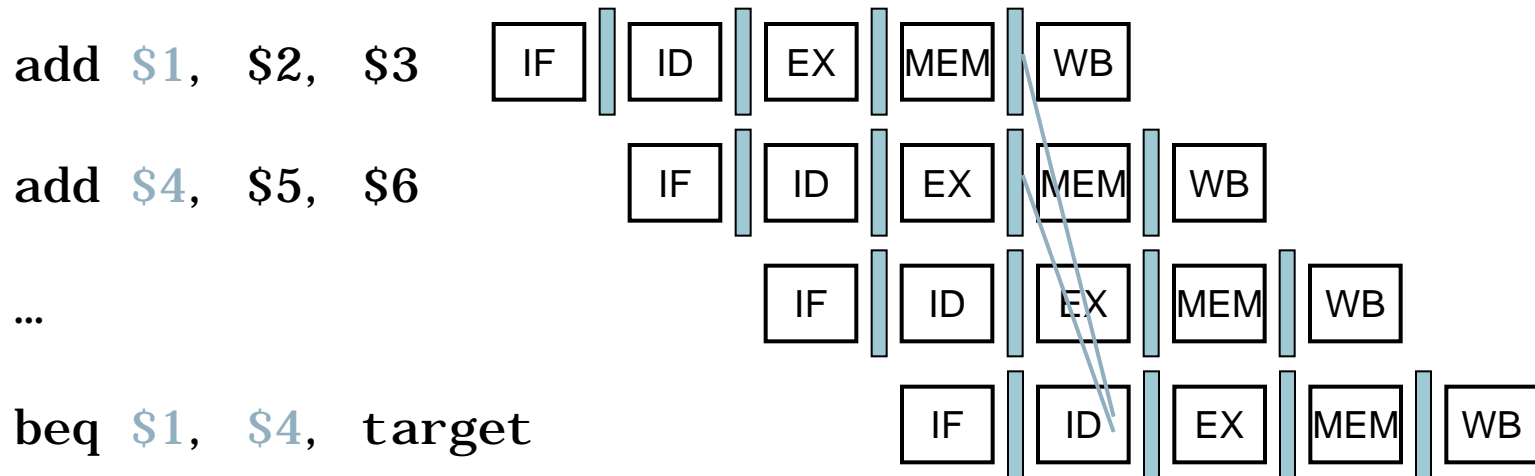 add $1, $2, $3 IF ID EX MEM WB
add $4, $5, $6 IF ID EX MEM WB
… IF ID EX MEM WB
beq $1, $4, target IF ID EX MEM WB